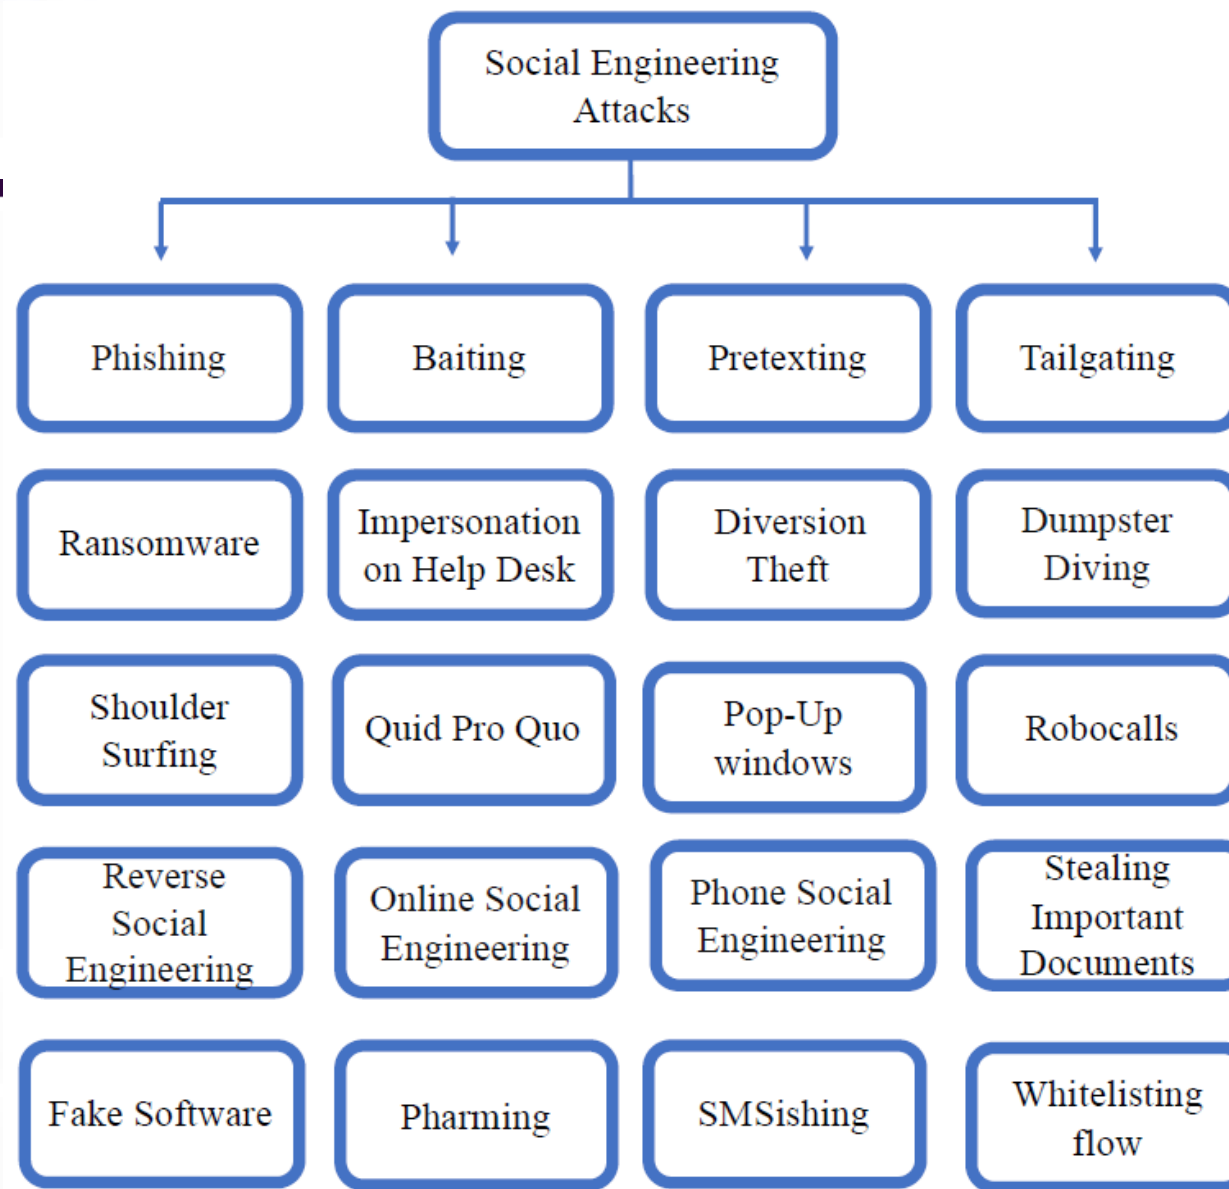 Social Engineering
Attacks
Phishing
Baiting
Pretexting
Tailgating
Ransomware
Impersonation
on Help Desk
Diversion
Theft
Dumpster
Diving
Shoulder
Surfing
Quid Pro Quo
Pop-Up
windows
Robocalls
Reverse
Social
Engineering
Online Social
Engineering
Phone Social
Engineering
Stealing
Important
Documents
Fake Software
Pharming
SMSishing
Whitelisting
flow